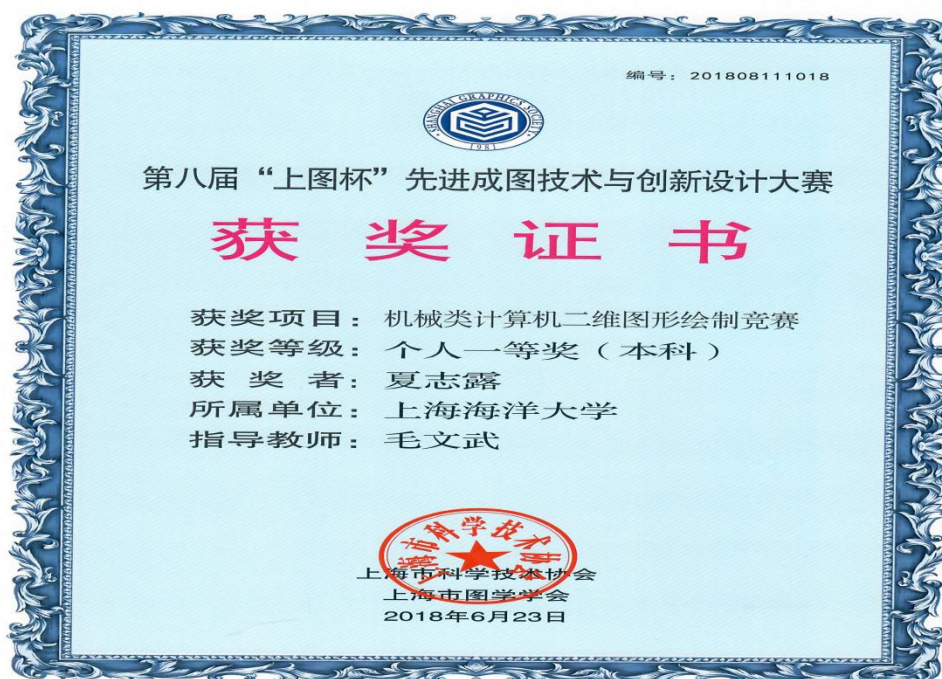 编号：201808111018
SHANGHAI GRAPHICS SOCIETY
1981
第八届“上图杯”先进成图技术与创新设计大赛
获奖证书
获奖项目：机械类计算机二维图形绘制竞赛
获奖等级：个人一等奖（本科）
获奖者：夏志露
所属单位：上海海洋大学
指导教师：毛文武
上海市科学技术协会
上海市科学技术协会
上海市图学学会
2018年6月23日